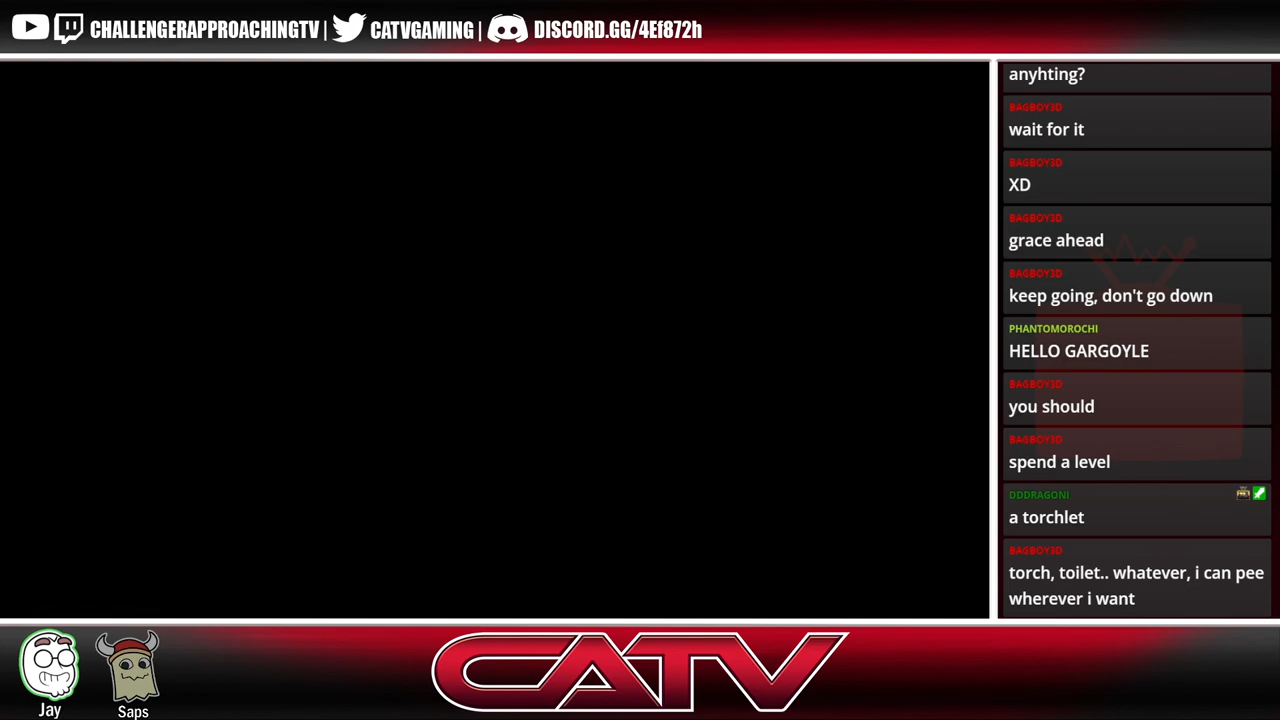 CHALLENGERAPPROACHINGTV | CATVGAMING | DISCORD.GG/4Ef872h
anyhting?
BAGBOY3D
wait for it
BAGBOY3D
XD
BAGBOY3D
grace ahead
BAGBOY3D
keep going, don't go down
PHANTOMOROCHI
HELLO GARGOYLE
BAGBOY3D
you should
BAGBOY3D
spend a level
DDDRAGONI
a torchlet
BAGBOY3D
torch, toilet.. whatever, i can pee
wherever i want
Jay
Saps
CATV